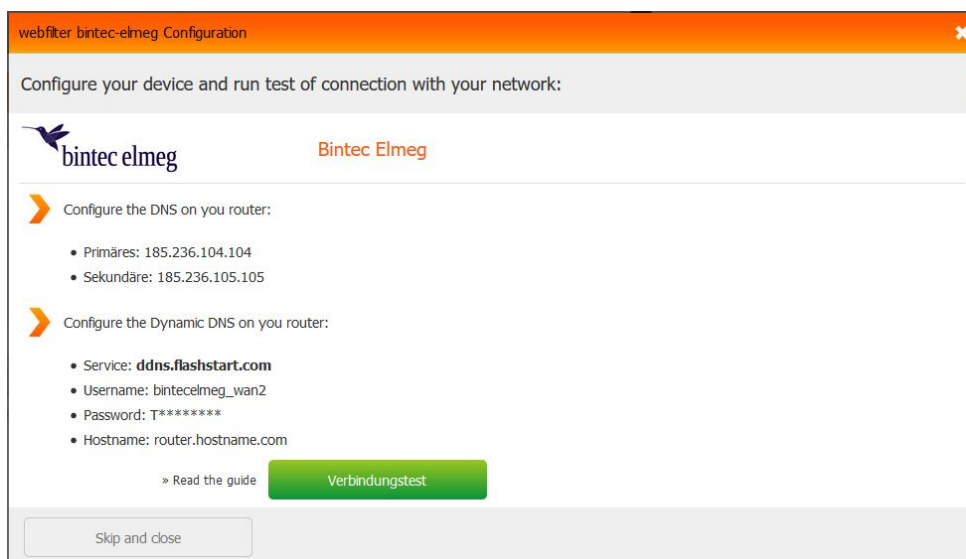 webfilter bintec-elmeg Configuration
Configure your device and run test of connection with your network:
bintec elmeg
Bintec Elmeg
Configure the DNS on you router:
• Primäres: 185.236.104.104
• Sekundäre: 185.236.105.105
Configure the Dynamic DNS on you router:
• Service: ddns.flashstart.com
• Username: bintecelmeg_wan2
• Password: T********
• Hostname: router.hostname.com
» Read the guide
Verbindungstest
Skip and close